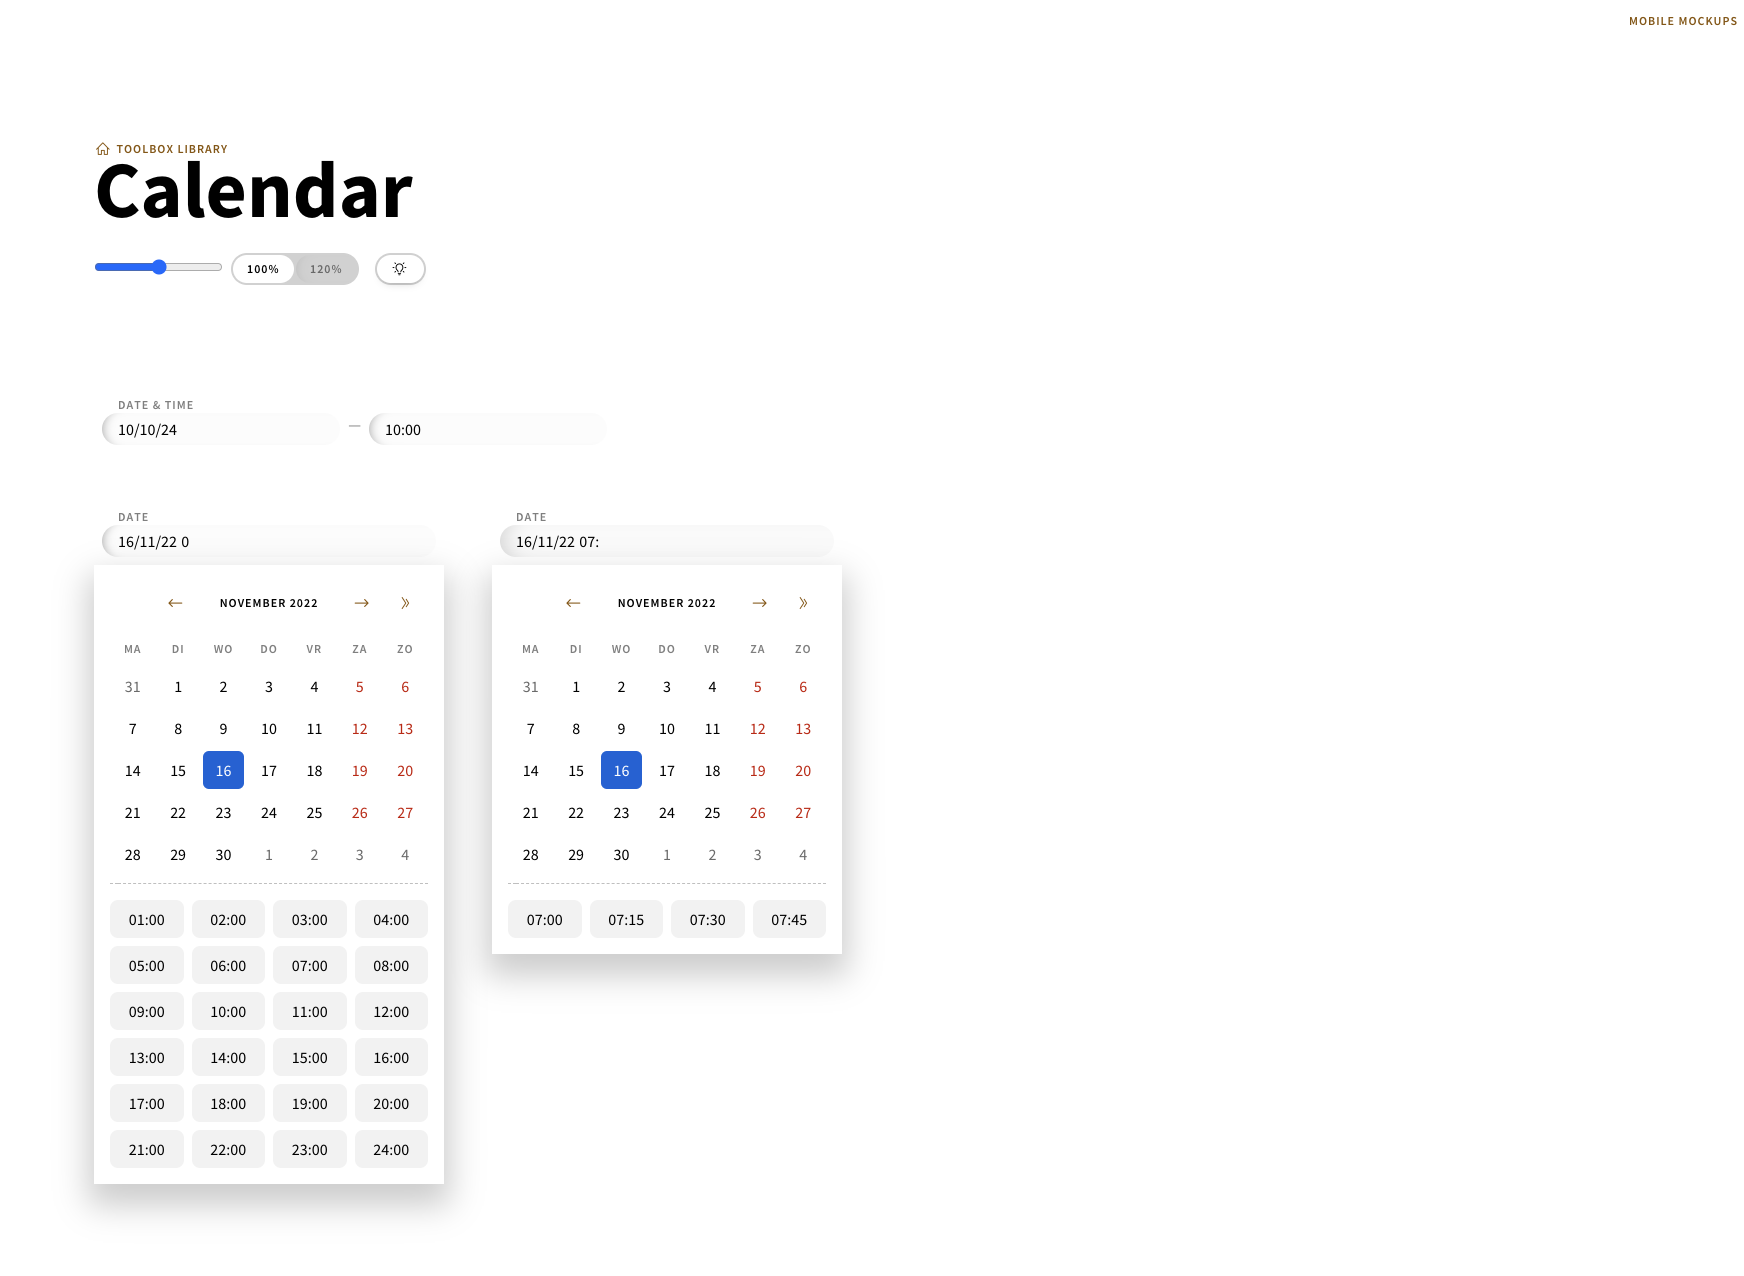 MOBILE MOCKUPS
TOOLBOX LIBRARY
Calendar
100% 120%
DATE & TIME
10/10/24 — 10:00
DATE
16/11/22 0
NOVEMBER 2022
MA DI WO DO VR ZA ZO
31 1 2 3 4 5 6
7 8 9 10 11 12 13
14 15 16 17 18 19 20
21 22 23 24 25 26 27
28 29 30 1 2 3 4
01:00 02:00 03:00 04:00
05:00 06:00 07:00 08:00
09:00 10:00 11:00 12:00
13:00 14:00 15:00 16:00
17:00 18:00 19:00 20:00
21:00 22:00 23:00 24:00
DATE
16/11/22 07:
NOVEMBER 2022
MA DI WO DO VR ZA ZO
31 1 2 3 4 5 6
7 8 9 10 11 12 13
14 15 16 17 18 19 20
21 22 23 24 25 26 27
28 29 30 1 2 3 4
07:00 07:15 07:30 07:45